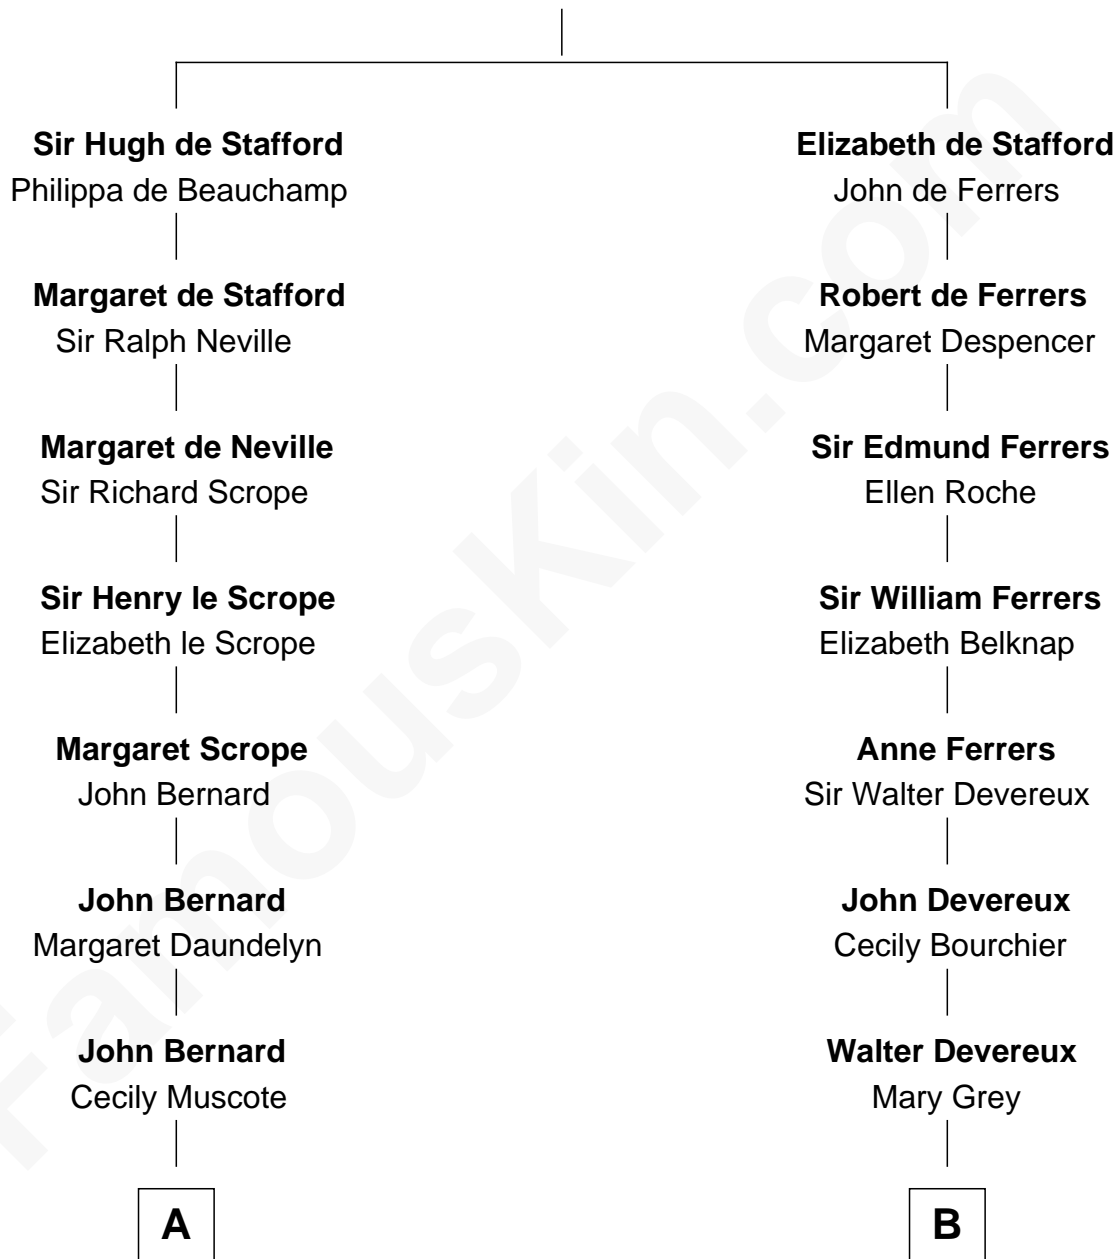 Sir Hugh de Stafford
Philippa de Beauchamp
Margaret de Stafford
Sir Ralph Neville
Margaret de Neville
Sir Richard Scrope
Sir Henry le Scrope
Elizabeth le Scrope
Margaret Scrope
John Bernard
John Bernard
Margaret Daundelyn
John Bernard
Cecily Muscote
A
Elizabeth de Stafford
John de Ferrers
Robert de Ferrers
Margaret Despencer
Sir Edmund Ferrers
Ellen Roche
Sir William Ferrers
Elizabeth Belknap
Anne Ferrers
Sir Walter Devereux
John Devereux
Cecily Bourchier
Walter Devereux
Mary Grey
B
FamousKin.com